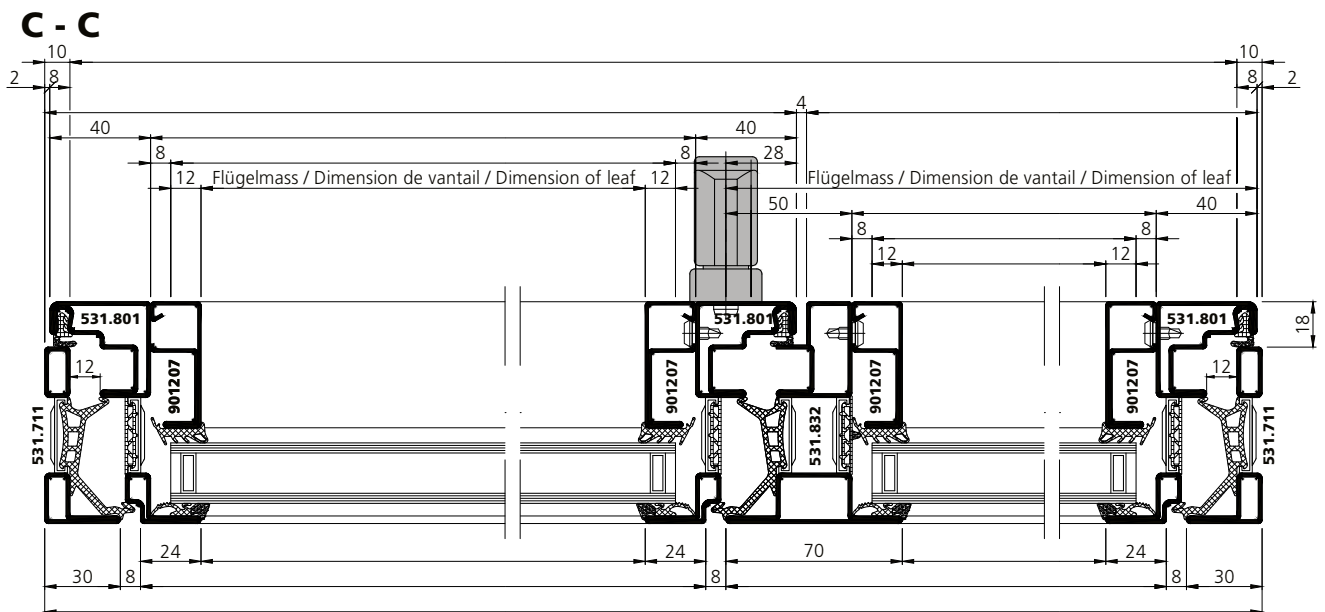 C - C
10 10
2 8 8 2
4
40 40
8 8 28
12 Flügelmass / Dimension de vantail / Dimension of leaf 12 Flügelmass / Dimension de vantail / Dimension of leaf
50 40
8 8
12 12
531.801 531.801 531.801
18
12 12
901207 901207 901207 901207
531.711 531.832 531.711
24 24 70 24
30 8 8 8 30